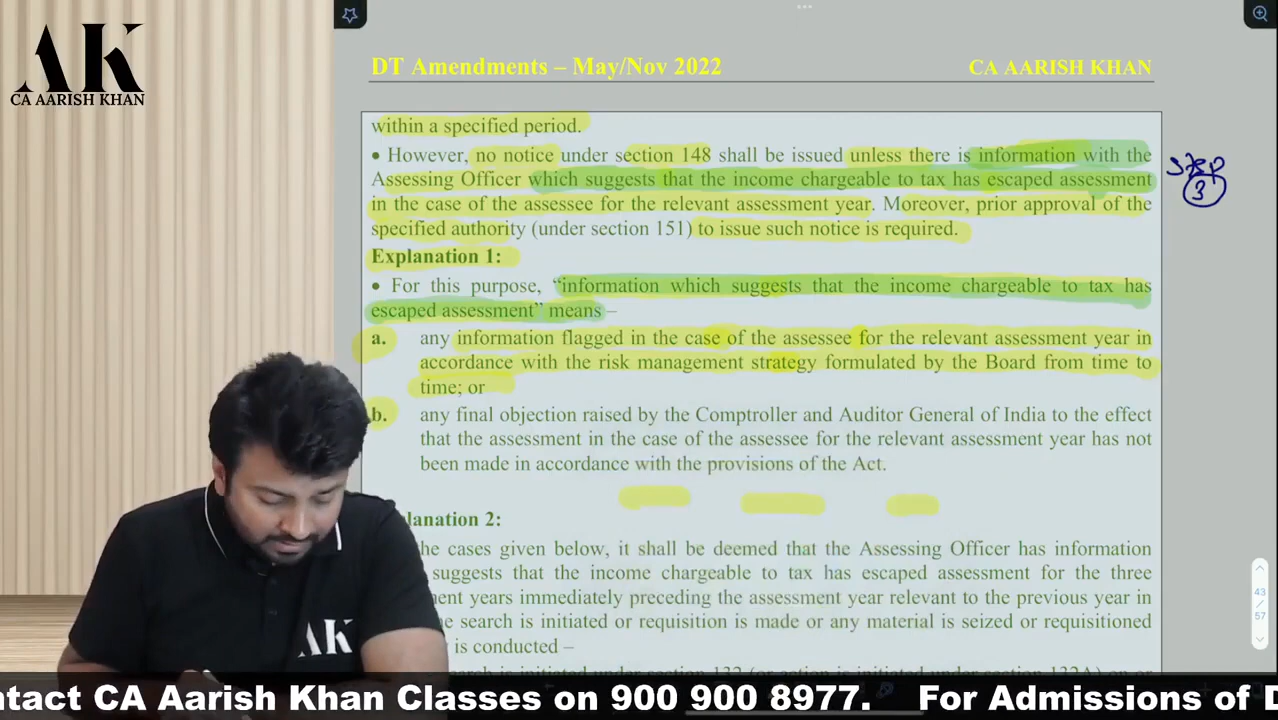 AK
CA AARISH KHAN
DT Amendments – May/Nov 2022
CA AARISH KHAN
within a specified period.
• However, no notice under section 148 shall be issued unless there is information with the
Assessing Officer which suggests that the income chargeable to tax has escaped assessment
in the case of the assessee for the relevant assessment year. Moreover, prior approval of the
specified authority (under section 151) to issue such notice is required.
3
Explanation 1:
• For this purpose, “information which suggests that the income chargeable to tax has
escaped assessment” means –
a. any information flagged in the case of the assessee for the relevant assessment year in
accordance with the risk management strategy formulated by the Board from time to
time; or
b. any final objection raised by the Comptroller and Auditor General of India to the effect
that the assessment in the case of the assessee for the relevant assessment year has not
been made in accordance with the provisions of the Act.
lanation 2:
he cases given below, it shall be deemed that the Assessing Officer has information
suggests that the income chargeable to tax has escaped assessment for the three
ent years immediately preceding the assessment year relevant to the previous year in
e search is initiated or requisition is made or any material is seized or requisitioned
is conducted –
43
/
57
AK
ontact CA Aarish Khan Classes on 900 900 8977. For Admissions of D